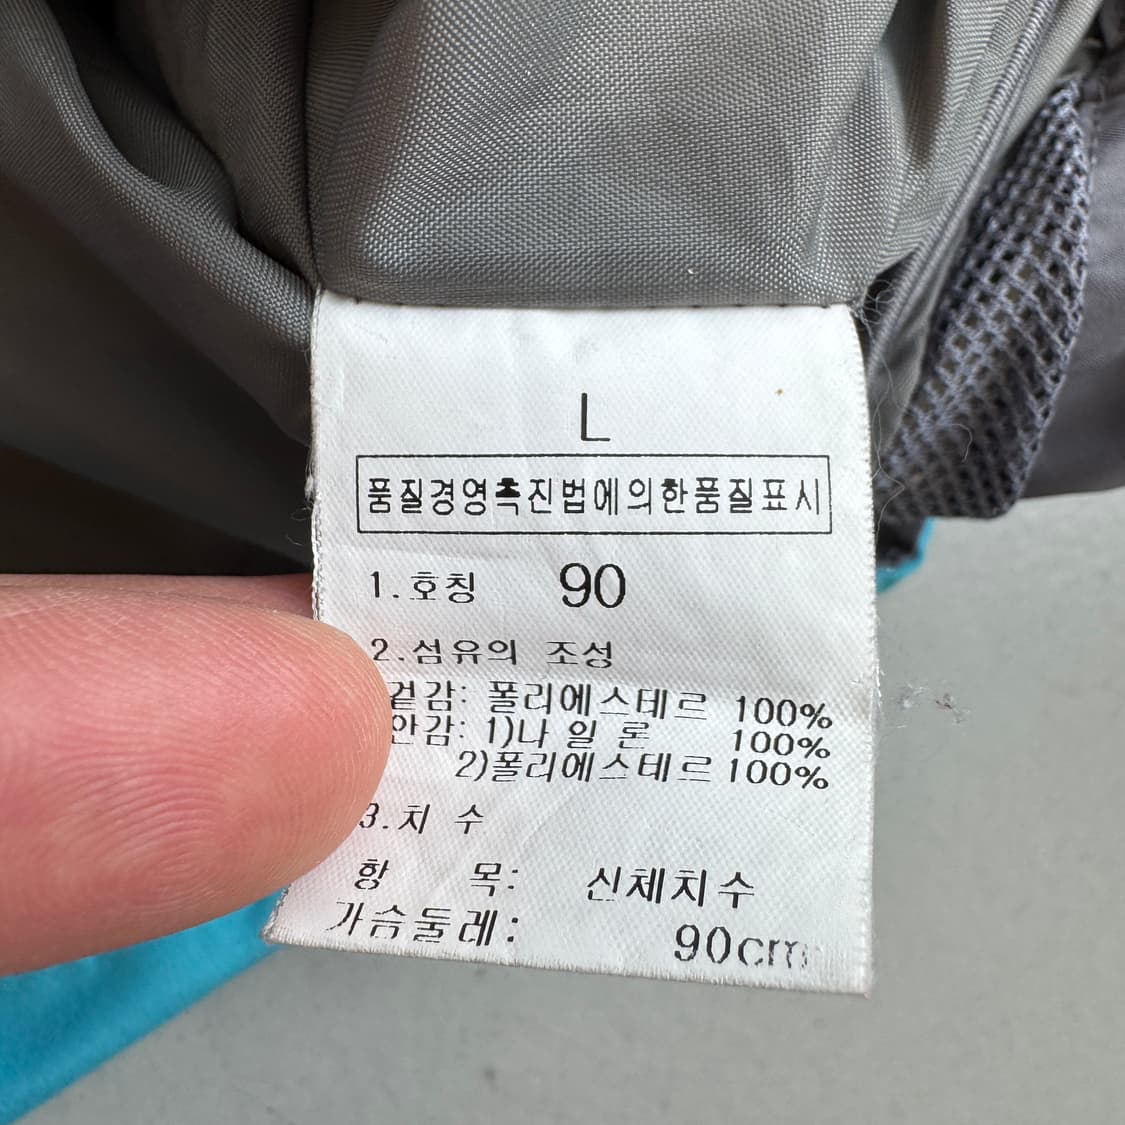 L
품질경영촉진법에의한품질표시
1.호칭 90
2.섬유의 조성
겉감: 폴리에스테르 100%
안감: 1)나 일 론 100%
2)폴리에스테르 100%
3.치 수
항 목: 신체치수
가슴둘레: 90cm